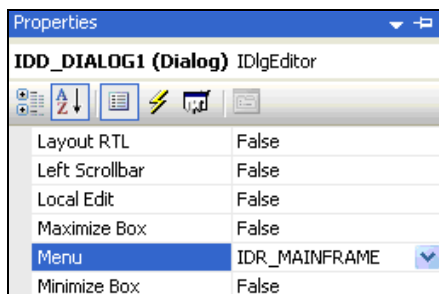 Properties
IDD_DIALOG1 (Dialog) IDlgEditor
Layout RTL False
Left Scrollbar False
Local Edit False
Maximize Box False
Menu IDR_MAINFRAME
Minimize Box False